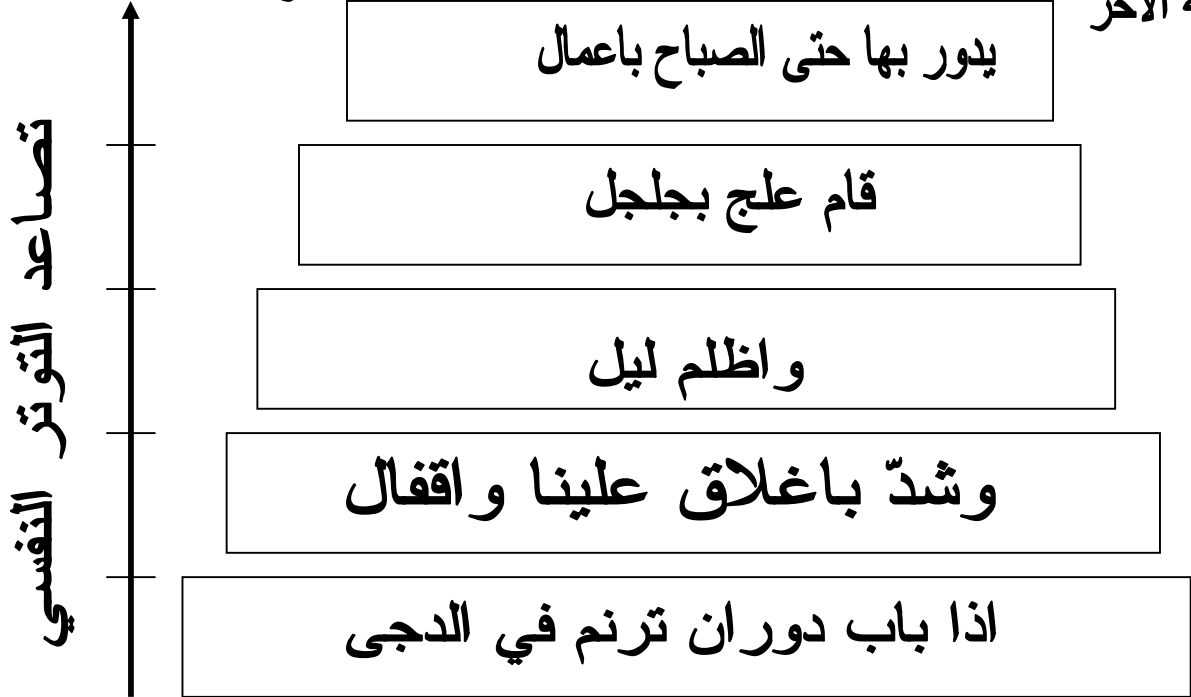 ة الآخر
يدور بها حتى الصباح باعمال
قام علج بجلجل
واظلم ليل
وشدّ باغلاق علينا واقفال
اذا باب دوران ترنم في الدجى
تصاعد التوتر النفسي